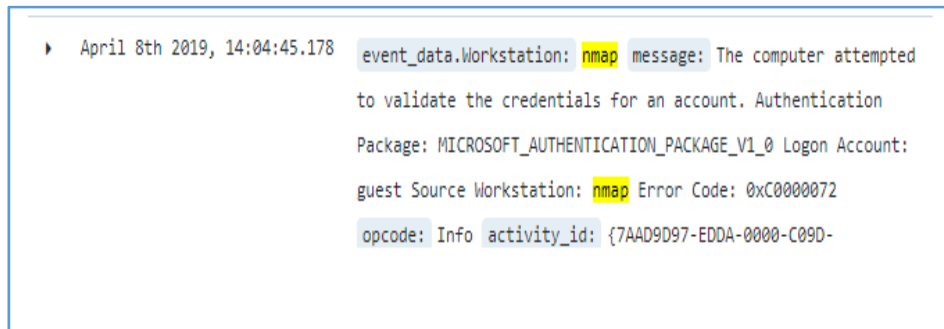 April 8th 2019, 14:04:45.178 event_data.Workstation: nmap message: The computer attempted
to validate the credentials for an account. Authentication
Package: MICROSOFT_AUTHENTICATION_PACKAGE_V1_0 Logon Account:
guest Source Workstation: nmap Error Code: 0xC0000072
opcode: Info activity_id: {7AAD9D97-EDDA-0000-C09D-